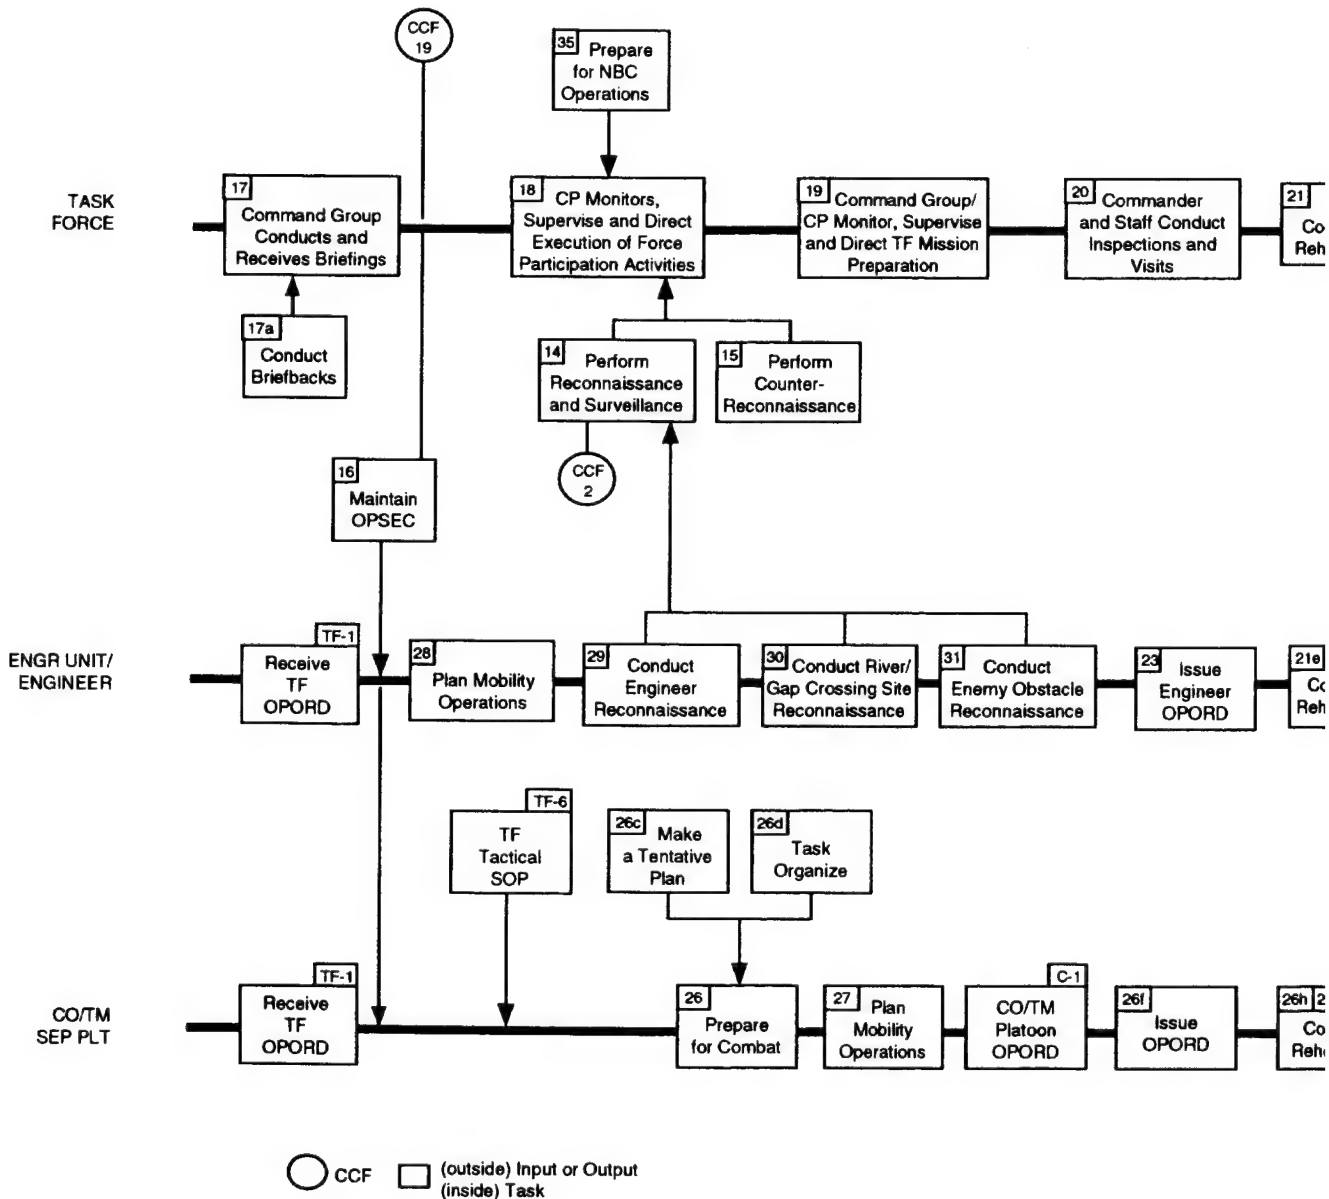 CCF
19
35
Prepare
for NBC
Operations
TASK
FORCE
17
Command Group
Conducts and
Receives Briefings
18
CP Monitors,
Supervise and Direct
Execution of Force
Participation Activities
19
Command Group/
CP Monitor, Supervise
and Direct TF Mission
Preparation
20
Commander
and Staff Conduct
Inspections and
Visits
21
Co
Reh
17a
Conduct
Briefbacks
14
Perform
Reconnaissance
and Surveillance
15
Perform
Counter-
Reconnaissance
CCF
2
16
Maintain
OPSEC
ENGR UNIT/
ENGINEER
TF-1
Receive
TF
OPORD
28
Plan Mobility
Operations
29
Conduct
Engineer
Reconnaissance
30
Conduct River/
Gap Crossing Site
Reconnaissance
31
Conduct
Enemy Obstacle
Reconnaissance
23
Issue
Engineer
OPORD
21e
Co
Reh
TF-6
TF
Tactical
SOP
26c
Make
a Tentative
Plan
26d
Task
Organize
CO/TM
SEP PLT
TF-1
Receive
TF
OPORD
26
Prepare
for Combat
27
Plan
Mobility
Operations
C-1
CO/TM
Platoon
OPORD
26f
Issue
OPORD
26h
2
Co
Reh
CCF
(outside) Input or Output
(inside) Task